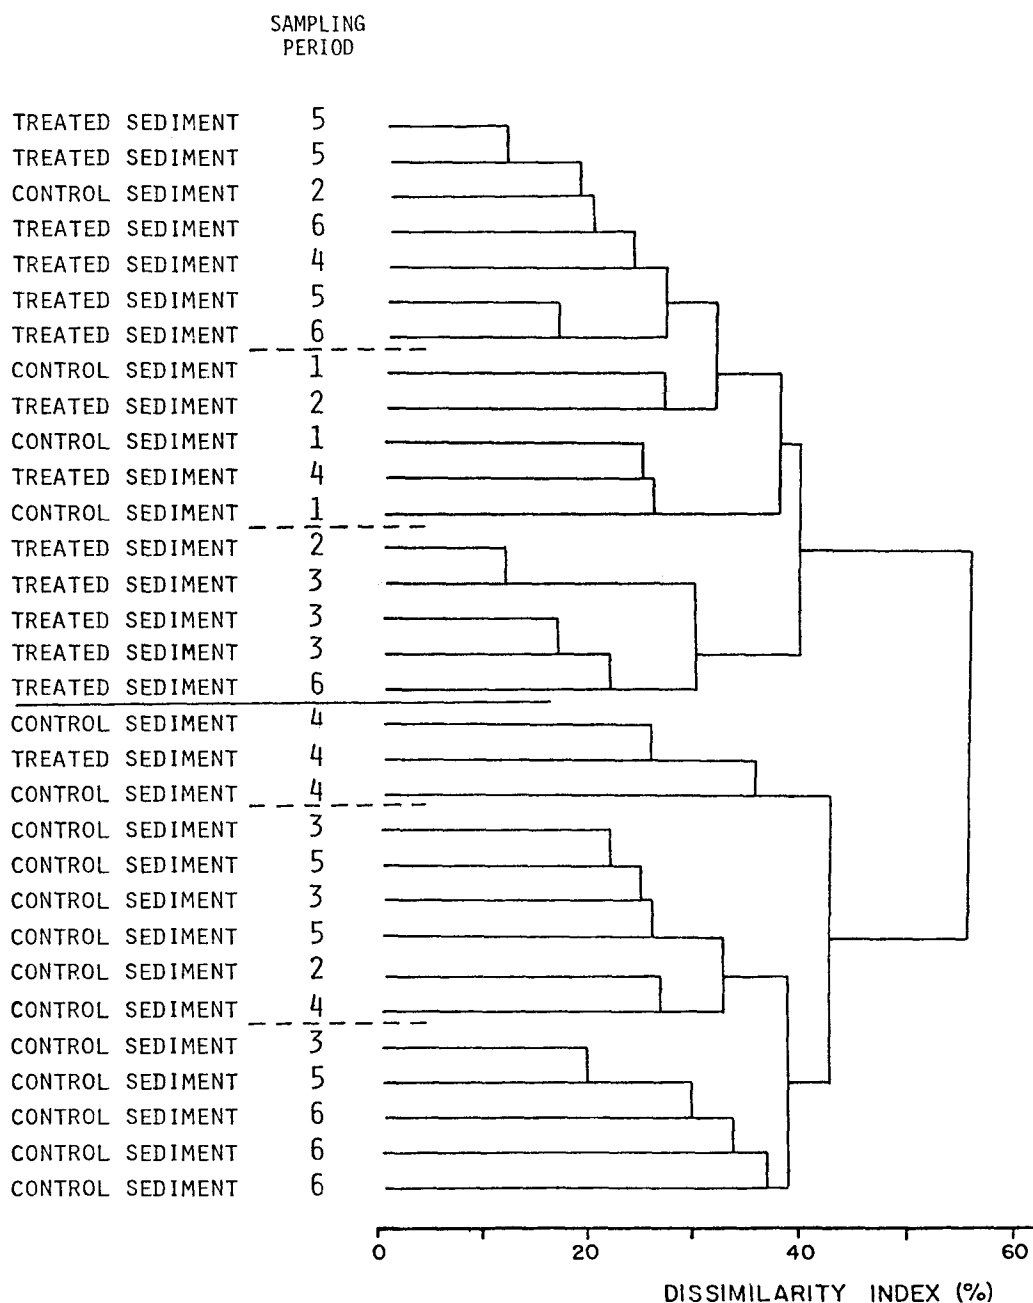 SAMPLING
PERIOD
TREATED SEDIMENT 5
TREATED SEDIMENT 5
CONTROL SEDIMENT 2
TREATED SEDIMENT 6
TREATED SEDIMENT 4
TREATED SEDIMENT 5
TREATED SEDIMENT 6
CONTROL SEDIMENT 1
TREATED SEDIMENT 2
CONTROL SEDIMENT 1
TREATED SEDIMENT 4
CONTROL SEDIMENT 1
TREATED SEDIMENT 2
TREATED SEDIMENT 3
TREATED SEDIMENT 3
TREATED SEDIMENT 3
TREATED SEDIMENT 6
CONTROL SEDIMENT 4
TREATED SEDIMENT 4
CONTROL SEDIMENT 4
CONTROL SEDIMENT 3
CONTROL SEDIMENT 5
CONTROL SEDIMENT 3
CONTROL SEDIMENT 5
CONTROL SEDIMENT 2
CONTROL SEDIMENT 4
CONTROL SEDIMENT 3
CONTROL SEDIMENT 5
CONTROL SEDIMENT 6
CONTROL SEDIMENT 6
CONTROL SEDIMENT 6
0 20 40 60
DISSIMILARITY INDEX (%)